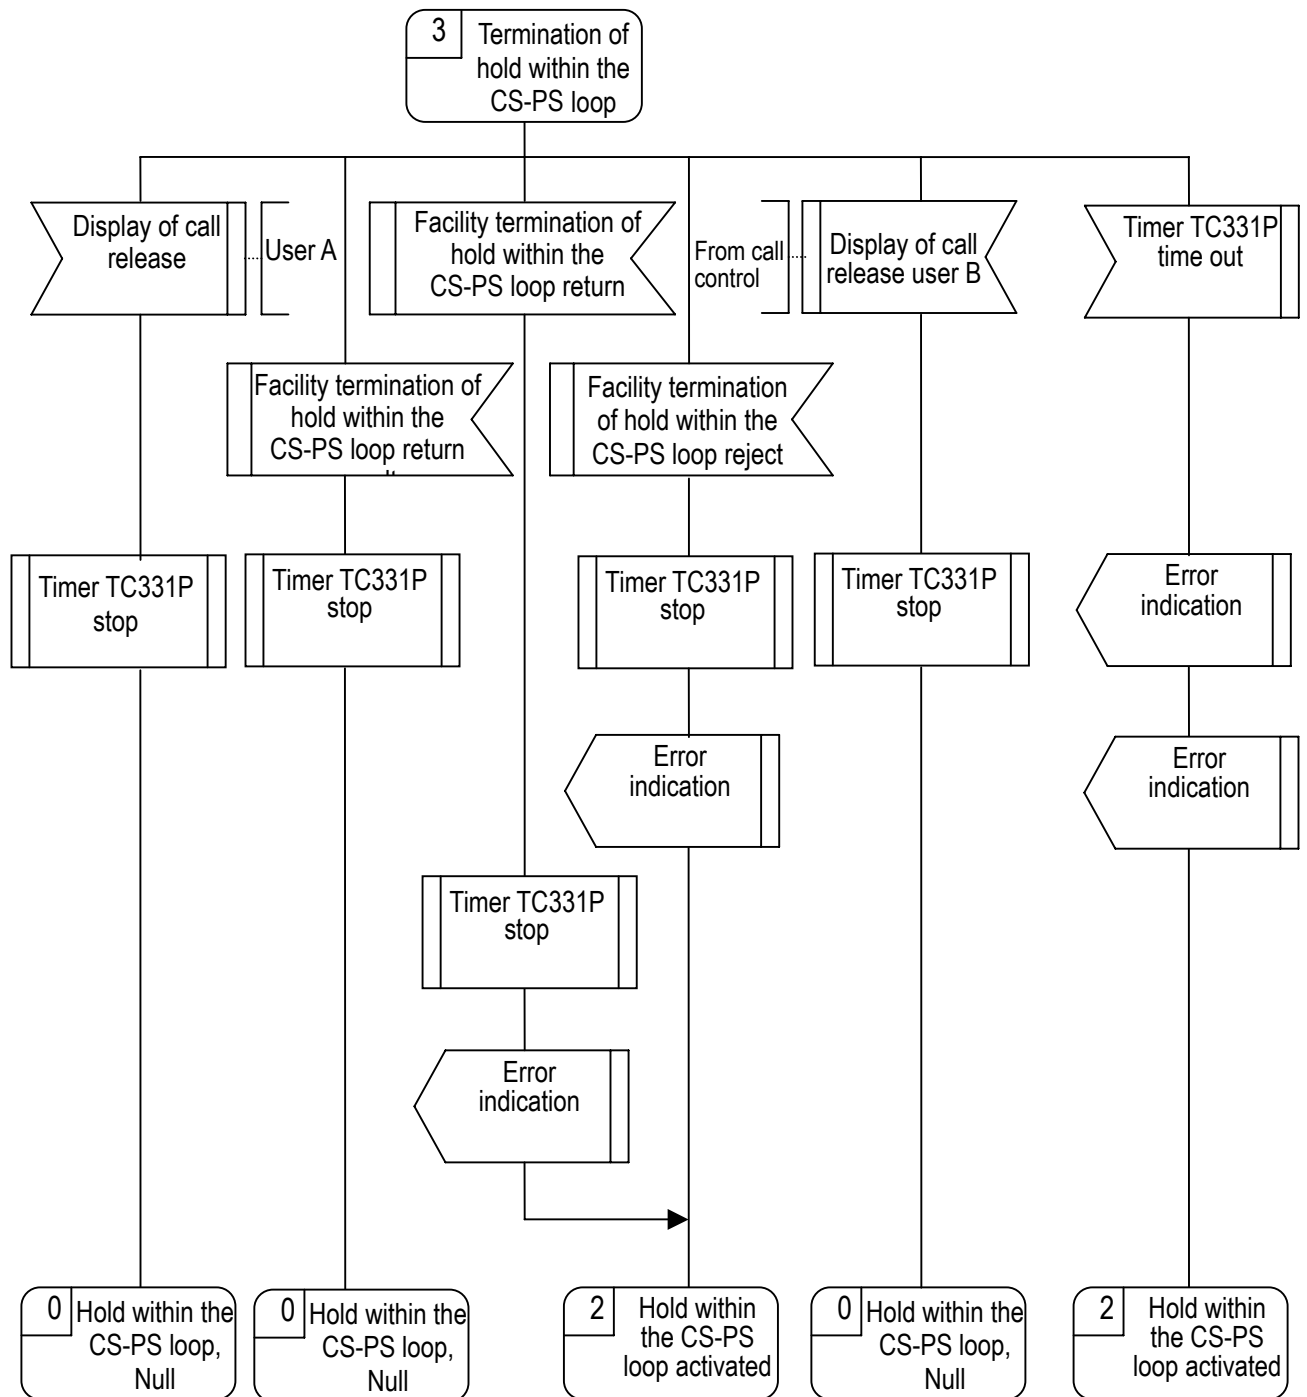 3
Termination of
hold within the
CS-PS loop
Display of call
release
User A
Facility termination of
hold within the
CS-PS loop return
From call
control
Display of call
release user B
Timer TC331P
time out
Facility termination of
hold within the
CS-PS loop return
Facility termination
of hold within the
CS-PS loop reject
Timer TC331P
stop
Timer TC331P
stop
Timer TC331P
stop
Timer TC331P
stop
Error
indication
Error
indication
Error
indication
Timer TC331P
stop
Error
indication
0
Hold within the
CS-PS loop,
Null
0
Hold within the
CS-PS loop,
Null
2
Hold within
the CS-PS
loop activated
0
Hold within the
CS-PS loop,
Null
2
Hold within
the CS-PS
loop activated